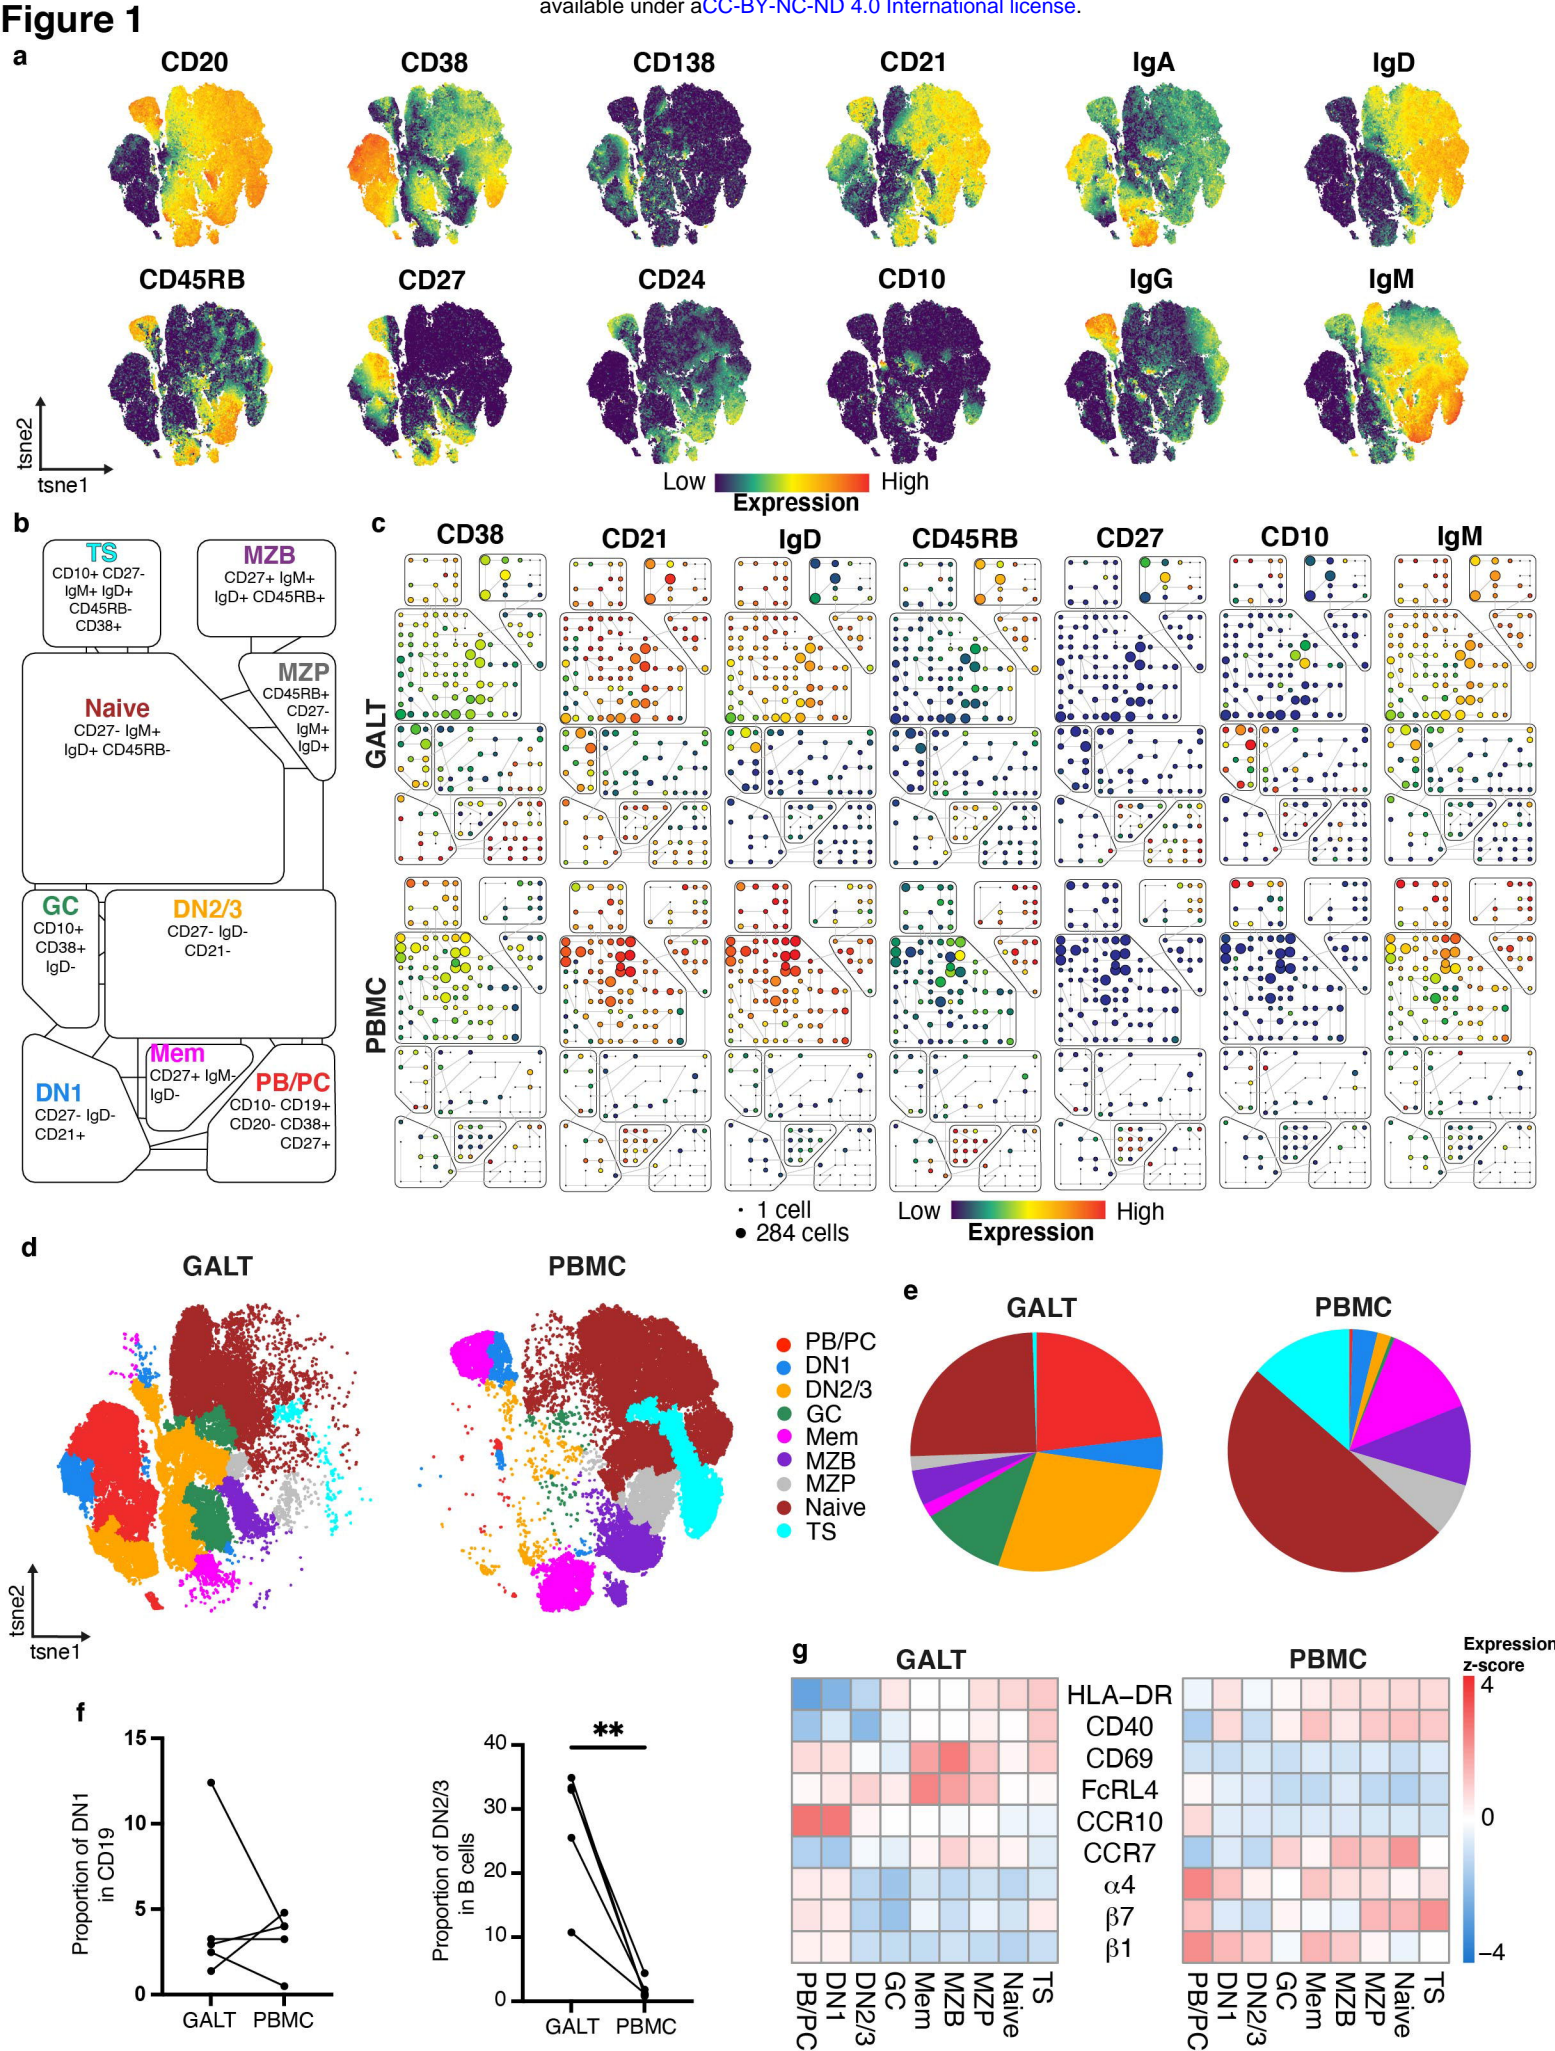 available under aCC-BY-NC-ND 4.0 International license.
Figure 1
a
CD20 CD38 CD138 CD21 IgA IgD
CD45RB CD27 CD24 CD10 IgG IgM
tsne2
tsne1
Low High
Expression
b
TS
CD10+ CD27-
IgM+ IgD+
CD45RB-
CD38+
MZB
CD27+ IgM+
IgD+ CD45RB+
MZP
CD45RB+
CD27-
IgM+
IgD+
Naive
CD27- IgM+
IgD+ CD45RB-
GC
CD10+
CD38+
IgD-
DN2/3
CD27- IgD-
CD21-
Mem
CD27+ IgM-
IgD-
DN1
CD27- IgD-
CD21+
PB/PC
CD10- CD19+
CD20- CD38+
CD27+
c
CD38 CD21 IgD CD45RB CD27 CD10 IgM
GALT
PBMC
1 cell
284 cells
Low High
Expression
d
GALT PBMC
tsne2
tsne1
PB/PC
DN1
DN2/3
GC
Mem
MZB
MZP
Naive
TS
e
GALT PBMC
f
Proportion of DN1
in CD19
15
10
5
0
GALT PBMC
Proportion of DN2/3
in B cells
**
40
30
20
10
0
GALT PBMC
g
GALT PBMC
Expression
z-score
4
0
−4
HLA−DR
CD40
CD69
FcRL4
CCR10
CCR7
α4
β7
β1
PB/PC DN1 DN2/3 GC Mem MZB MZP Naive TS
PB/PC DN1 DN2/3 GC Mem MZB MZP Naive TS